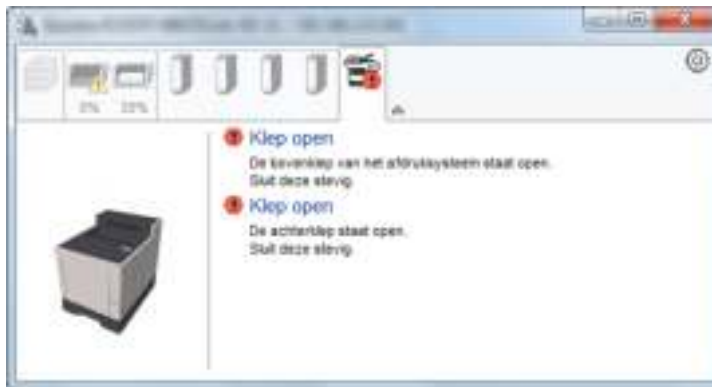 0%
Klep open
De bovenklep van het afdruksysteem staat open.
Sluit deze stevig.
Klep open
De achterklep staat open.
Sluit deze stevig.